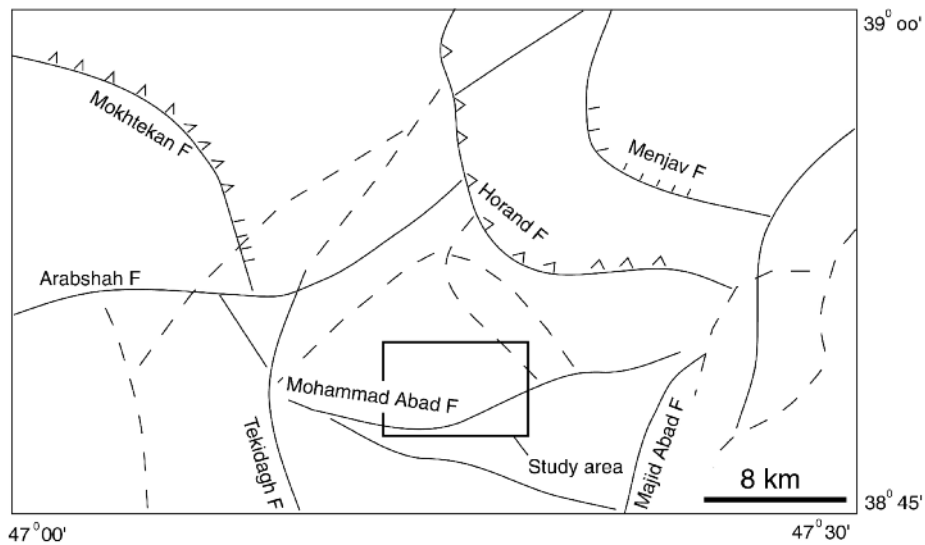 39° oo'
Mokhtekan F
Menjav F
Horand F
Arabshah F
Mohammad Abad F
Tekidagh F
Study area
Majid Abad F
8 km
38° 45'
47° 00'
47° 30'